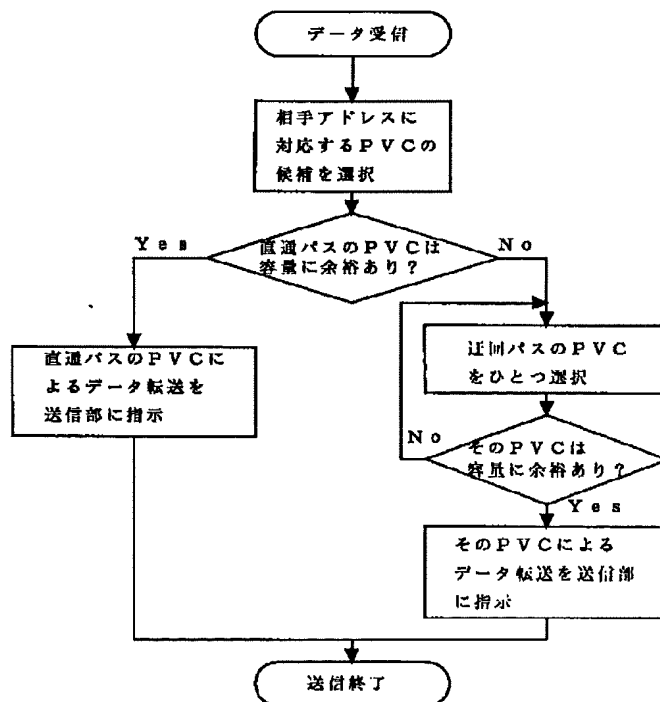 データ受信
相手アドレスに
対応するPVCの
候補を選択
直通パスのPVCは
容量に余裕あり?
Yes
No
直通パスのPVCに
よるデータ転送を
送信部に指示
迂回パスのPVC
をひとつ選択
そのPVCは
容量に余裕あり?
No
Yes
そのPVCによる
データ転送を送信部
に指示
送信終了